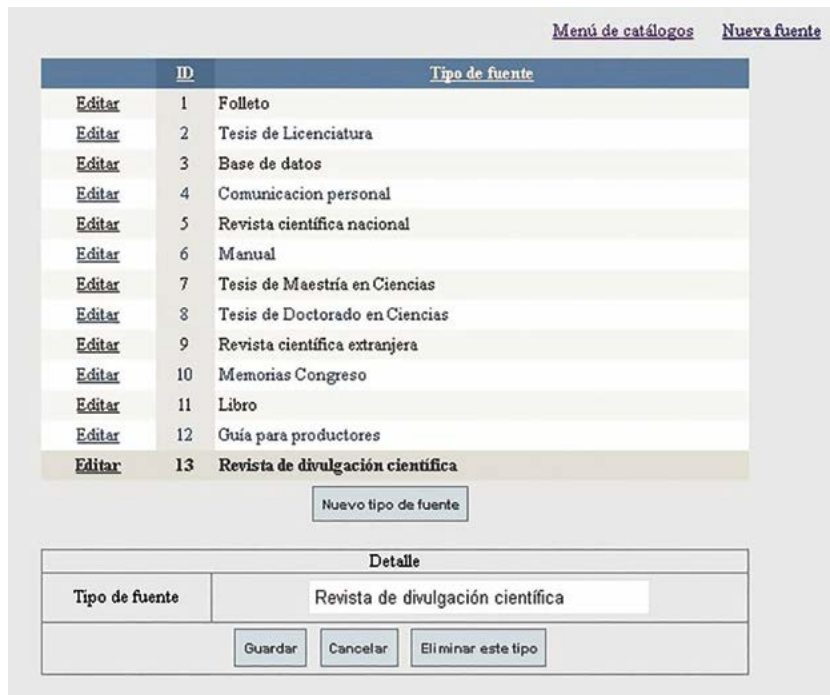 Menú de catálogos Nueva fuente
ID Tipo de fuente
Editar 1 Folleto
Editar 2 Tesis de Licenciatura
Editar 3 Base de datos
Editar 4 Comunicacion personal
Editar 5 Revista científica nacional
Editar 6 Manual
Editar 7 Tesis de Maestría en Ciencias
Editar 8 Tesis de Doctorado en Ciencias
Editar 9 Revista científica extranjera
Editar 10 Memorias Congreso
Editar 11 Libro
Editar 12 Guía para productores
Editar 13 Revista de divulgación científica
Nuevo tipo de fuente
Detalle
Tipo de fuente Revista de divulgación científica
Guardar Cancelar Eliminar este tipo